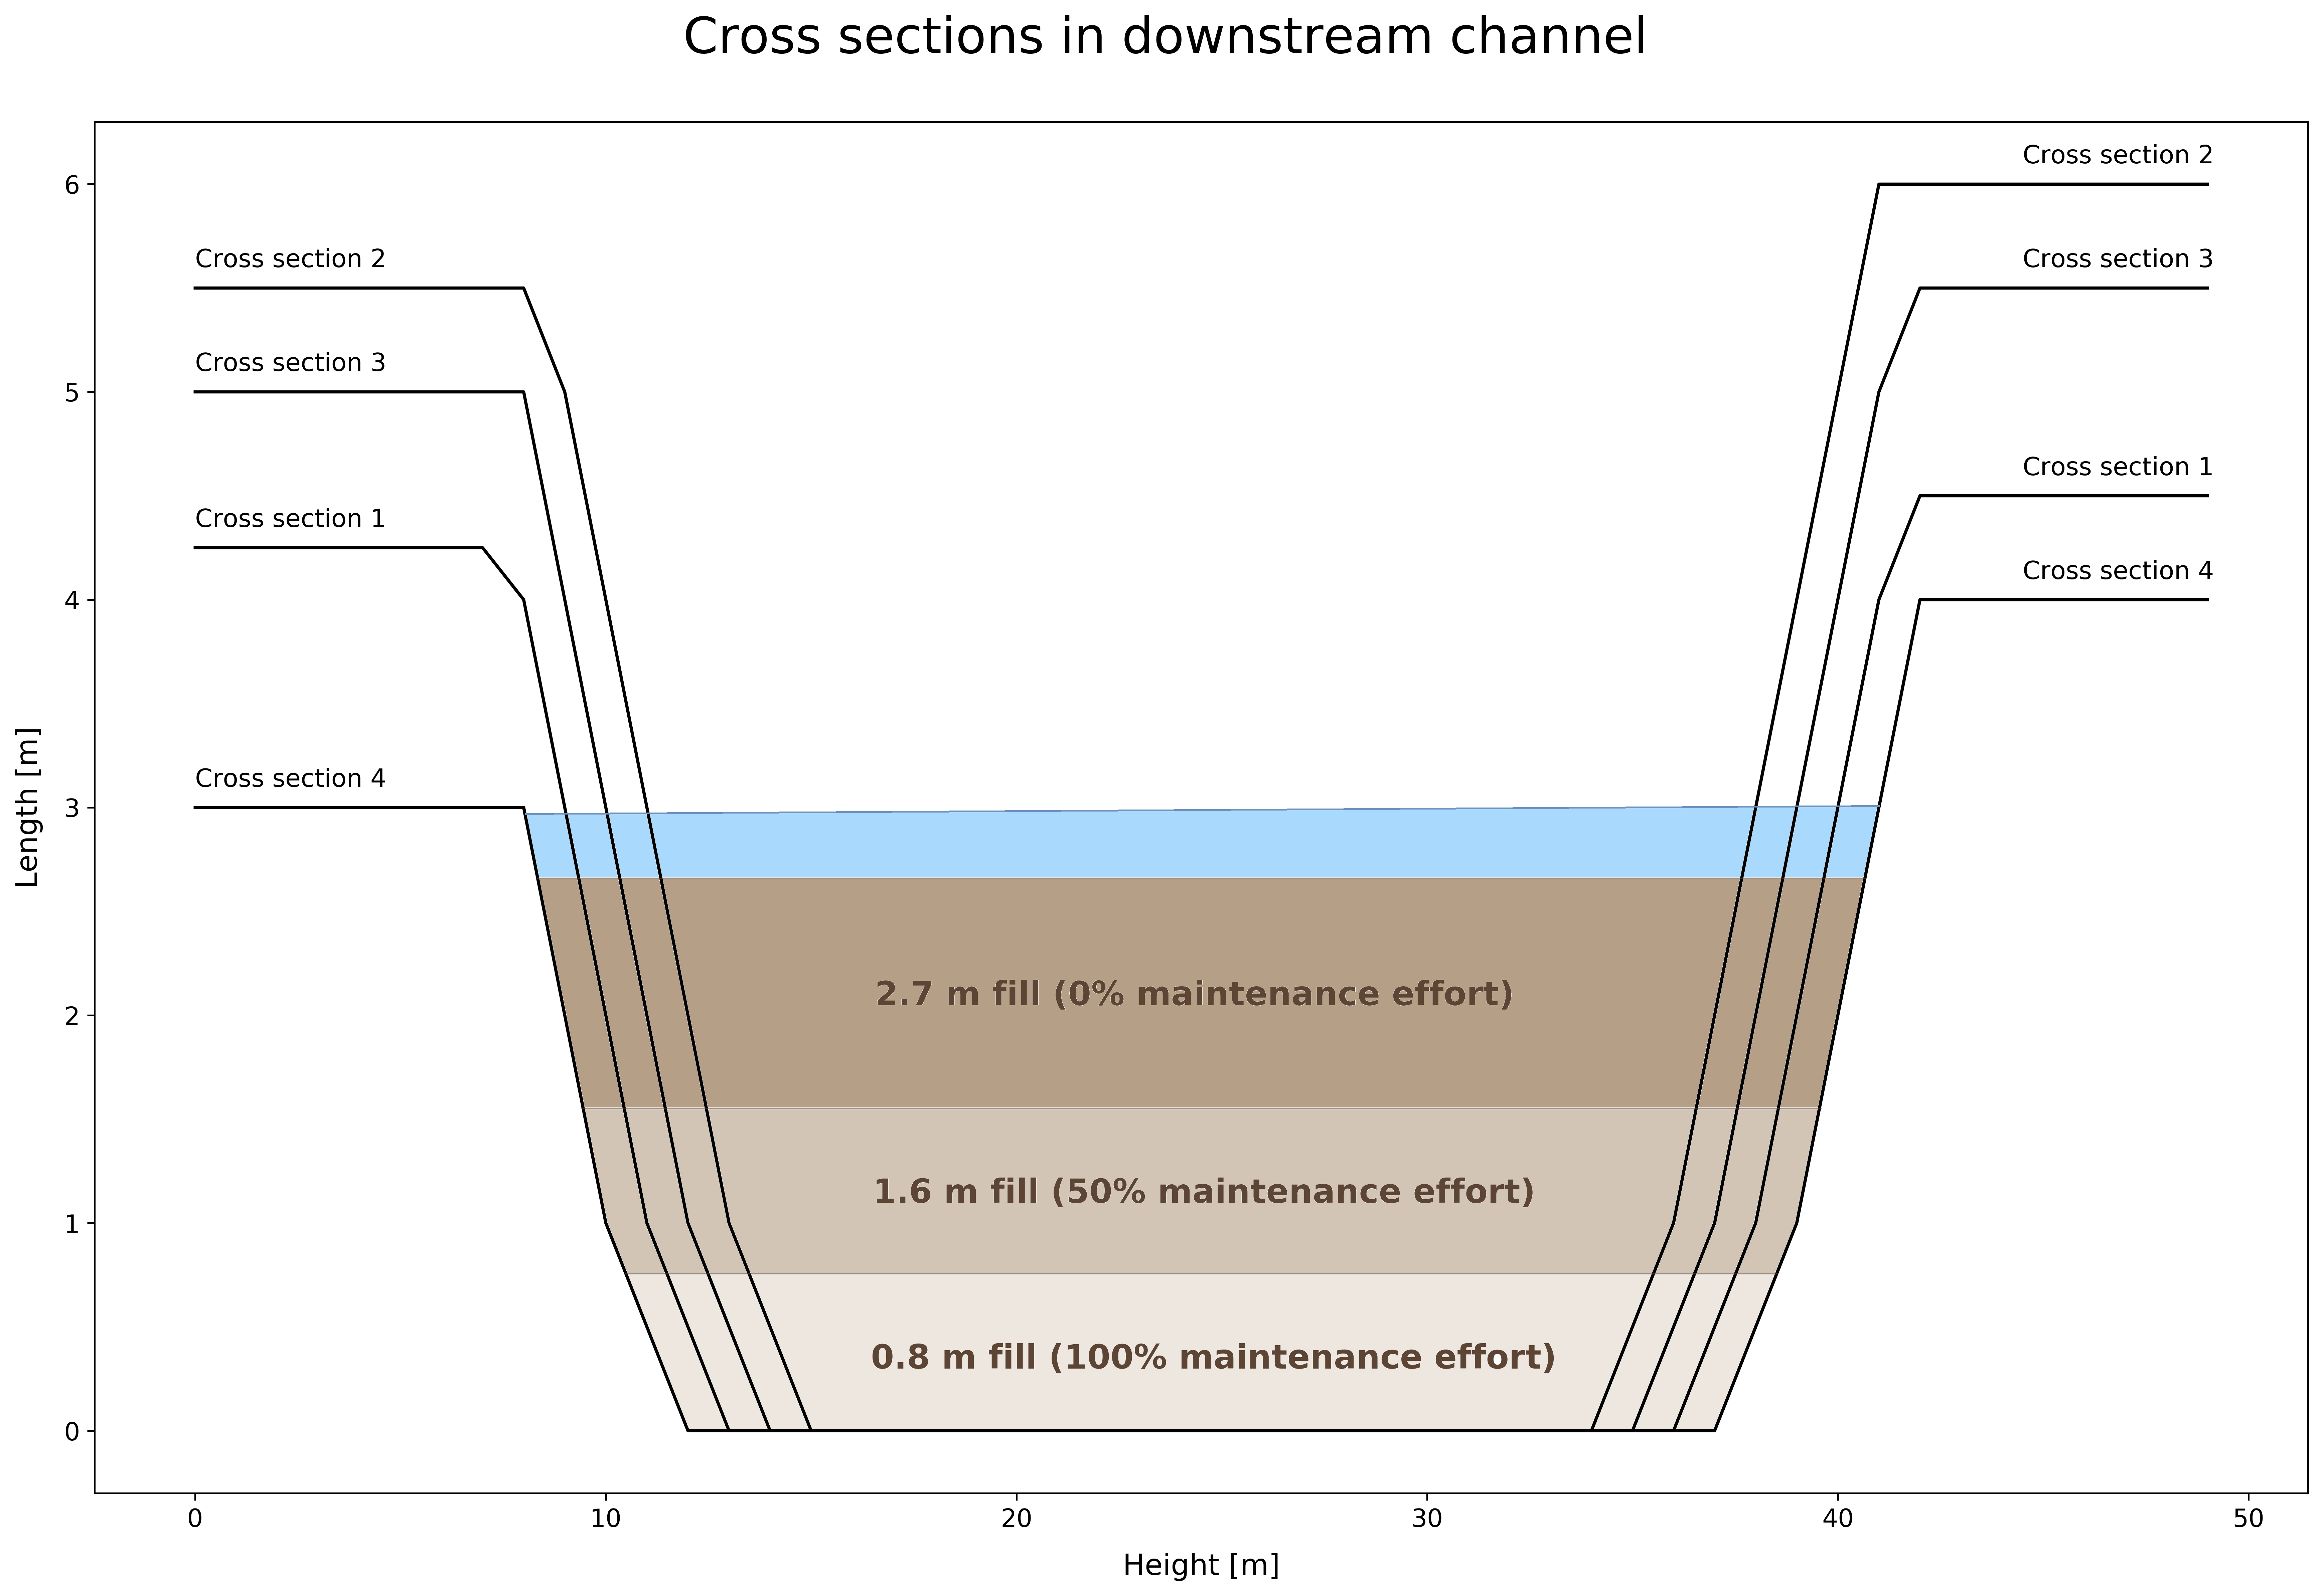 Cross sections in downstream channel
Cross section 2
6
Cross section 2
Cross section 3
Cross section 3
5
Cross section 1
Cross section 1
4
Cross section 4
Cross section 4
3
Length [m]
2.7 m fill (0% maintenance effort)
2
1.6 m fill (50% maintenance effort)
1
0.8 m fill (100% maintenance effort)
0
0 10 20 30 40 50
Height [m]